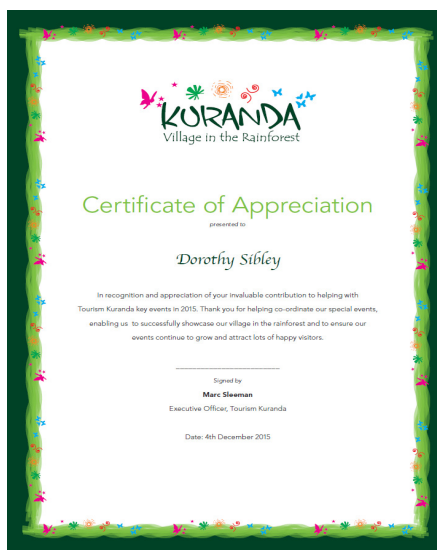 KURANDA
Village in the Rainforest
Certificate of Appreciation
presented to
Dorothy Sibley
In recognition and appreciation of your invaluable contribution to helping with
Tourism Kuranda key events in 2015. Thank you for helping co-ordinate our special events,
enabling us to successfully showcase our village in the rainforest and to ensure our
events continue to grow and attract lots of happy visitors.
Signed by
Marc Sleeman
Executive Officer, Tourism Kuranda
Date: 4th December 2015